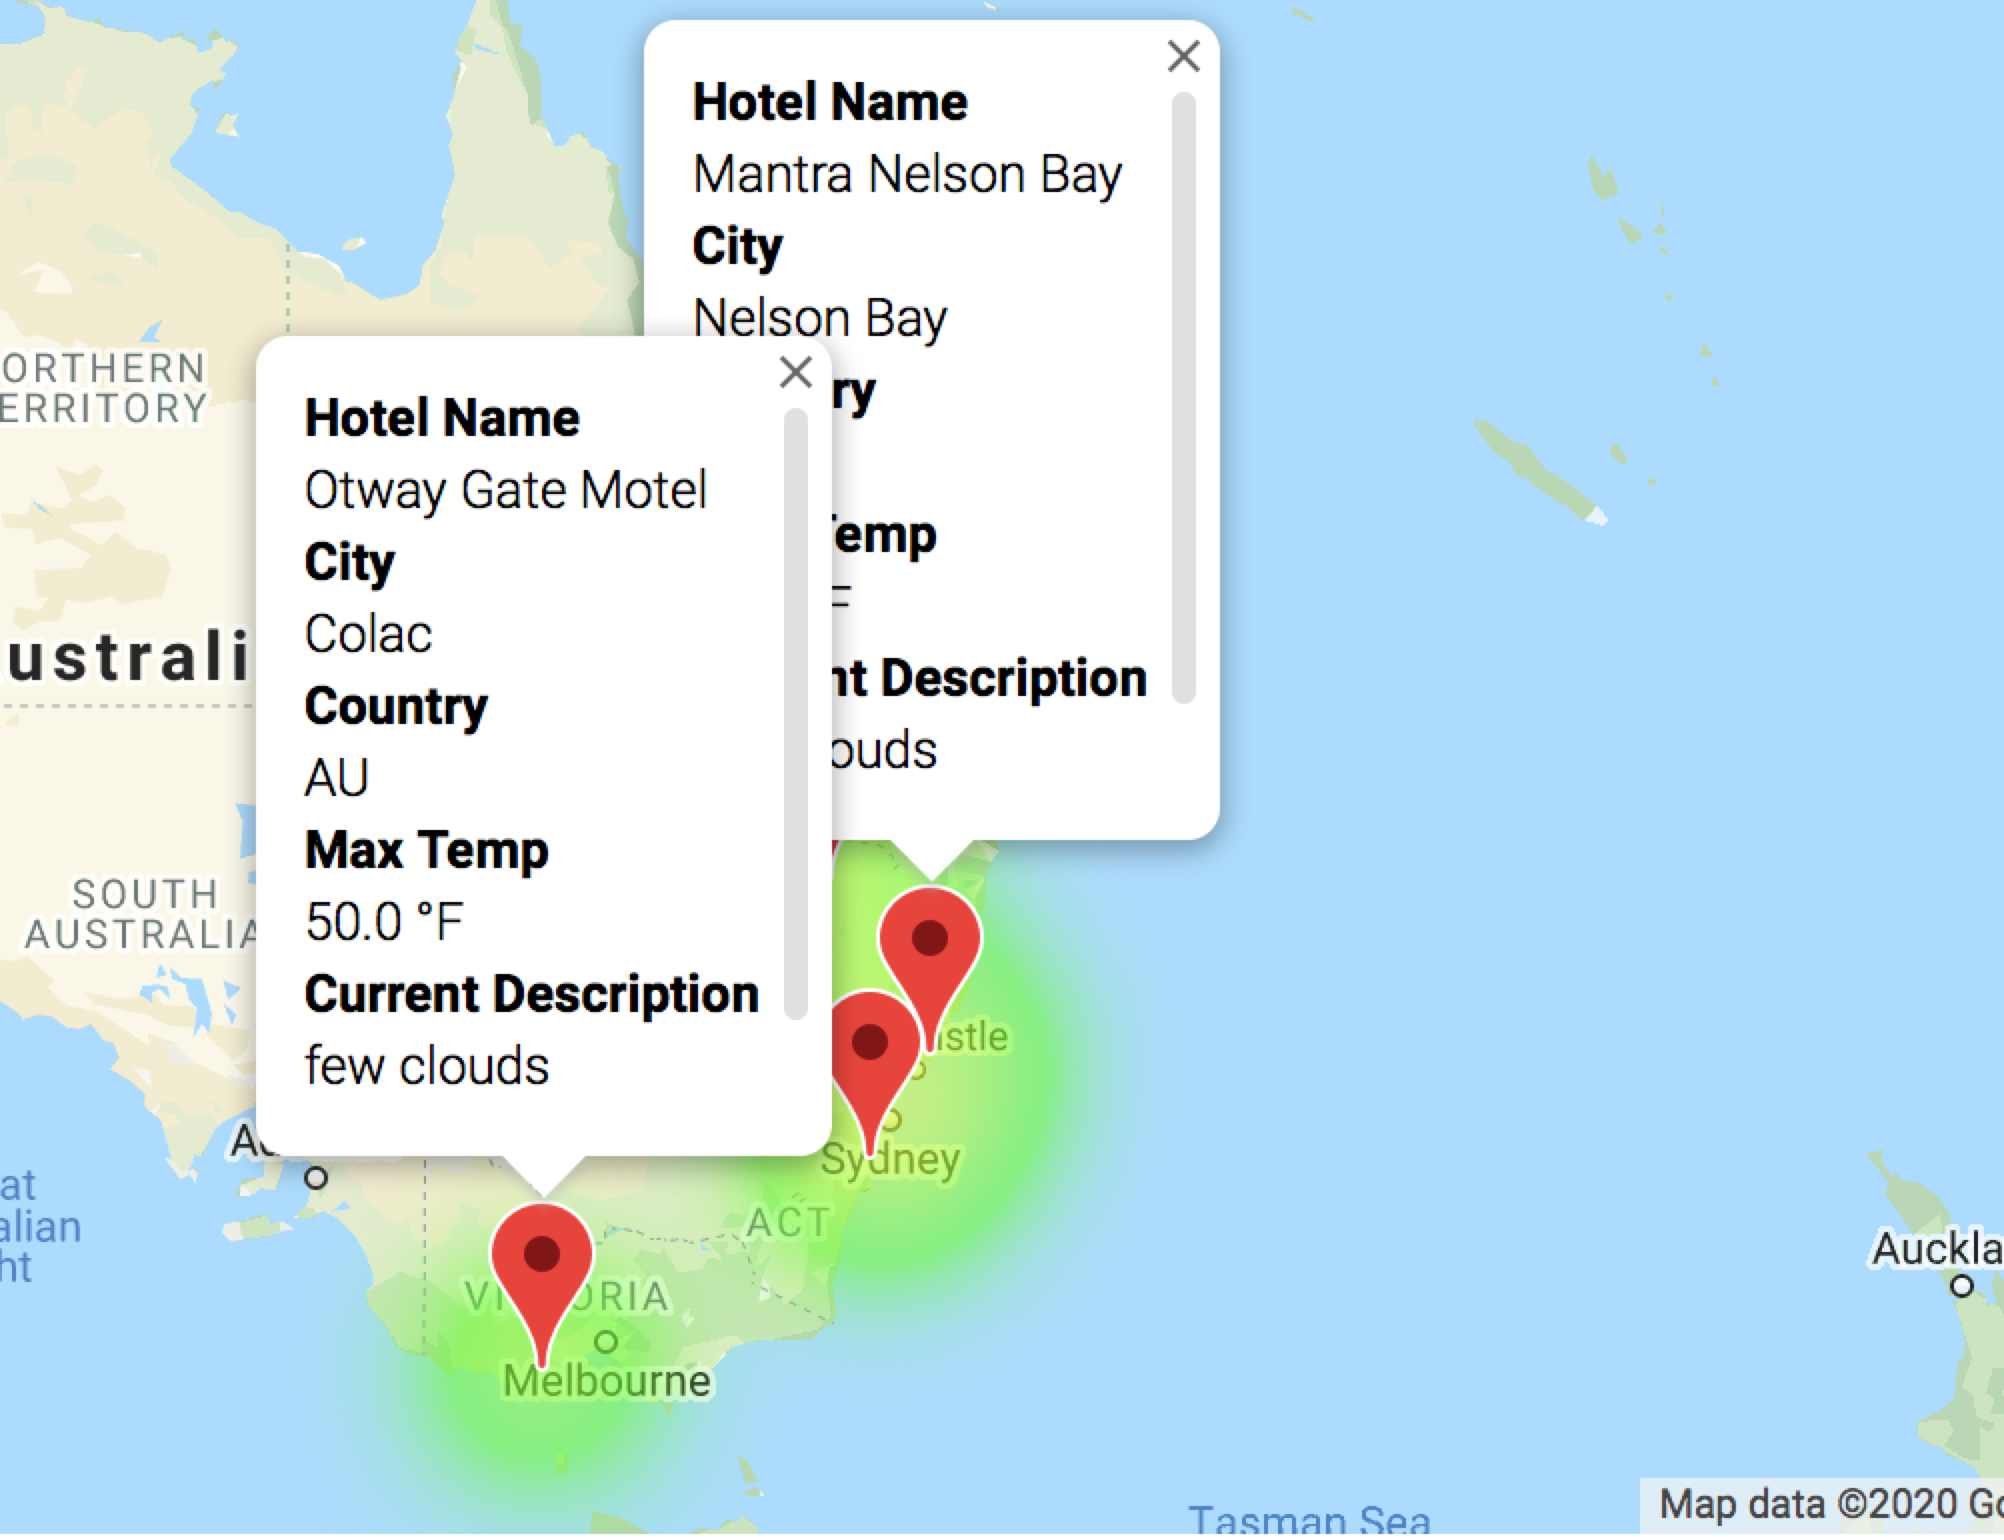 Hotel Name
Mantra Nelson Bay
City
Nelson Bay
ry
emp
F
nt Description
ouds
Hotel Name
Otway Gate Motel
City
Colac
Country
AU
Max Temp
50.0 °F
Current Description
few clouds
ORTHERN
ERRITORY
ustrali
SOUTH
AUSTRALIA
at
alian
ht
stle
Sydney
ACT
VI ORIA
Melbourne
Auckla
Tasman Sea
Map data ©2020 Go